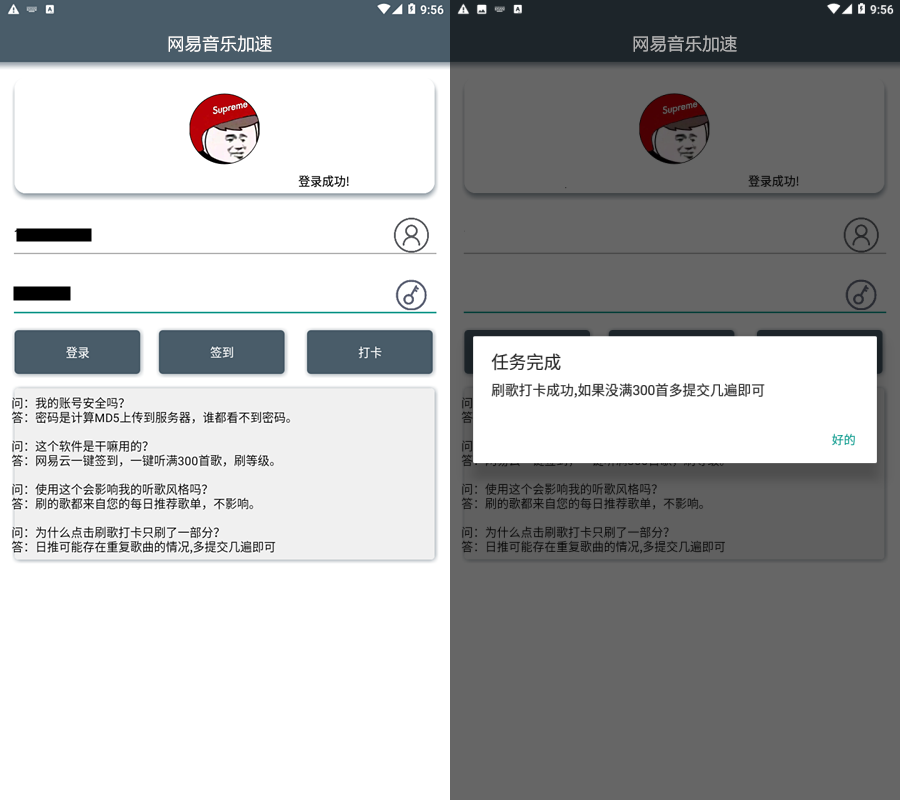 9:56
网易音乐加速
Supreme
登录成功!
登录
签到
打卡
问：我的账号安全吗?
答：密码是计算MD5上传到服务器，谁都看不到密码。
问：这个软件是干嘛用的?
答：网易云一键签到，一键听满300首歌，刷等级。
问：使用这个会影响我的听歌风格吗?
答：刷的歌都来自您的每日推荐歌单，不影响。
问：为什么点击刷歌打卡只刷了一部分?
答：日推可能存在重复歌曲的情况,多提交几遍即可
9:56
网易音乐加速
Supreme
登录成功!
任务完成
刷歌打卡成功,如果没满300首多提交几遍即可
好的
问：使用这个会影响我的听歌风格吗?
答：刷的歌都来自您的每日推荐歌单，不影响。
问：为什么点击刷歌打卡只刷了一部分?
答：日推可能存在重复歌曲的情况,多提交几遍即可